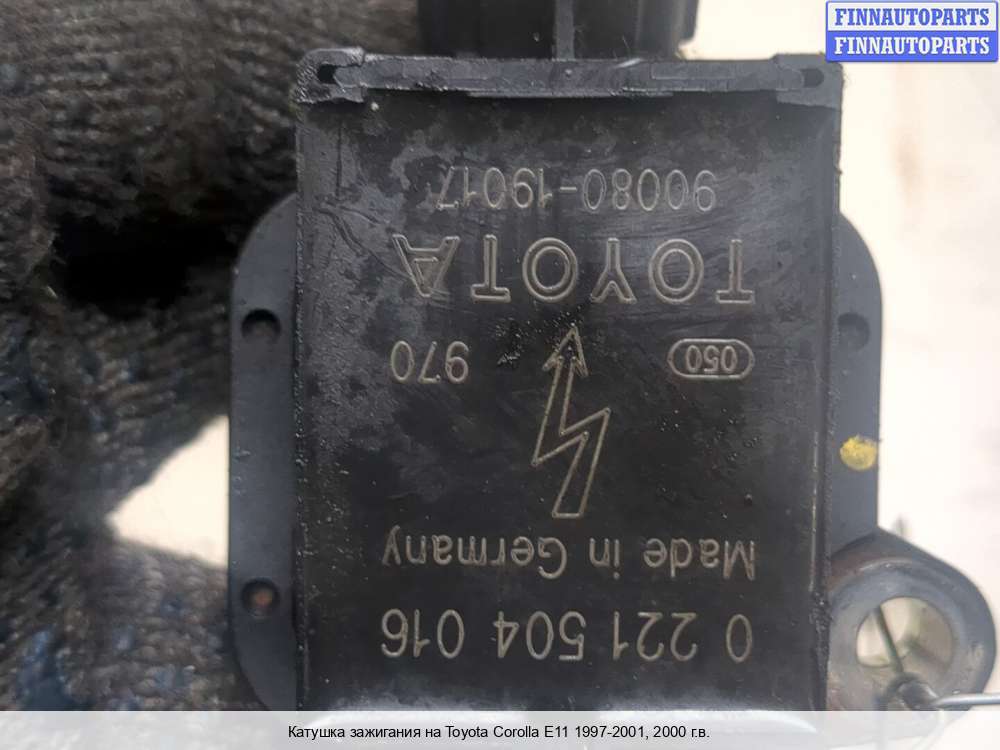 FINNAUTOPARTS
FINNAUTOPARTS
0 221 504 016
Made in Germany
050 970
TOYOTA
90080-19017
Катушка зажигания на Toyota Corolla E11 1997-2001, 2000 г.в.